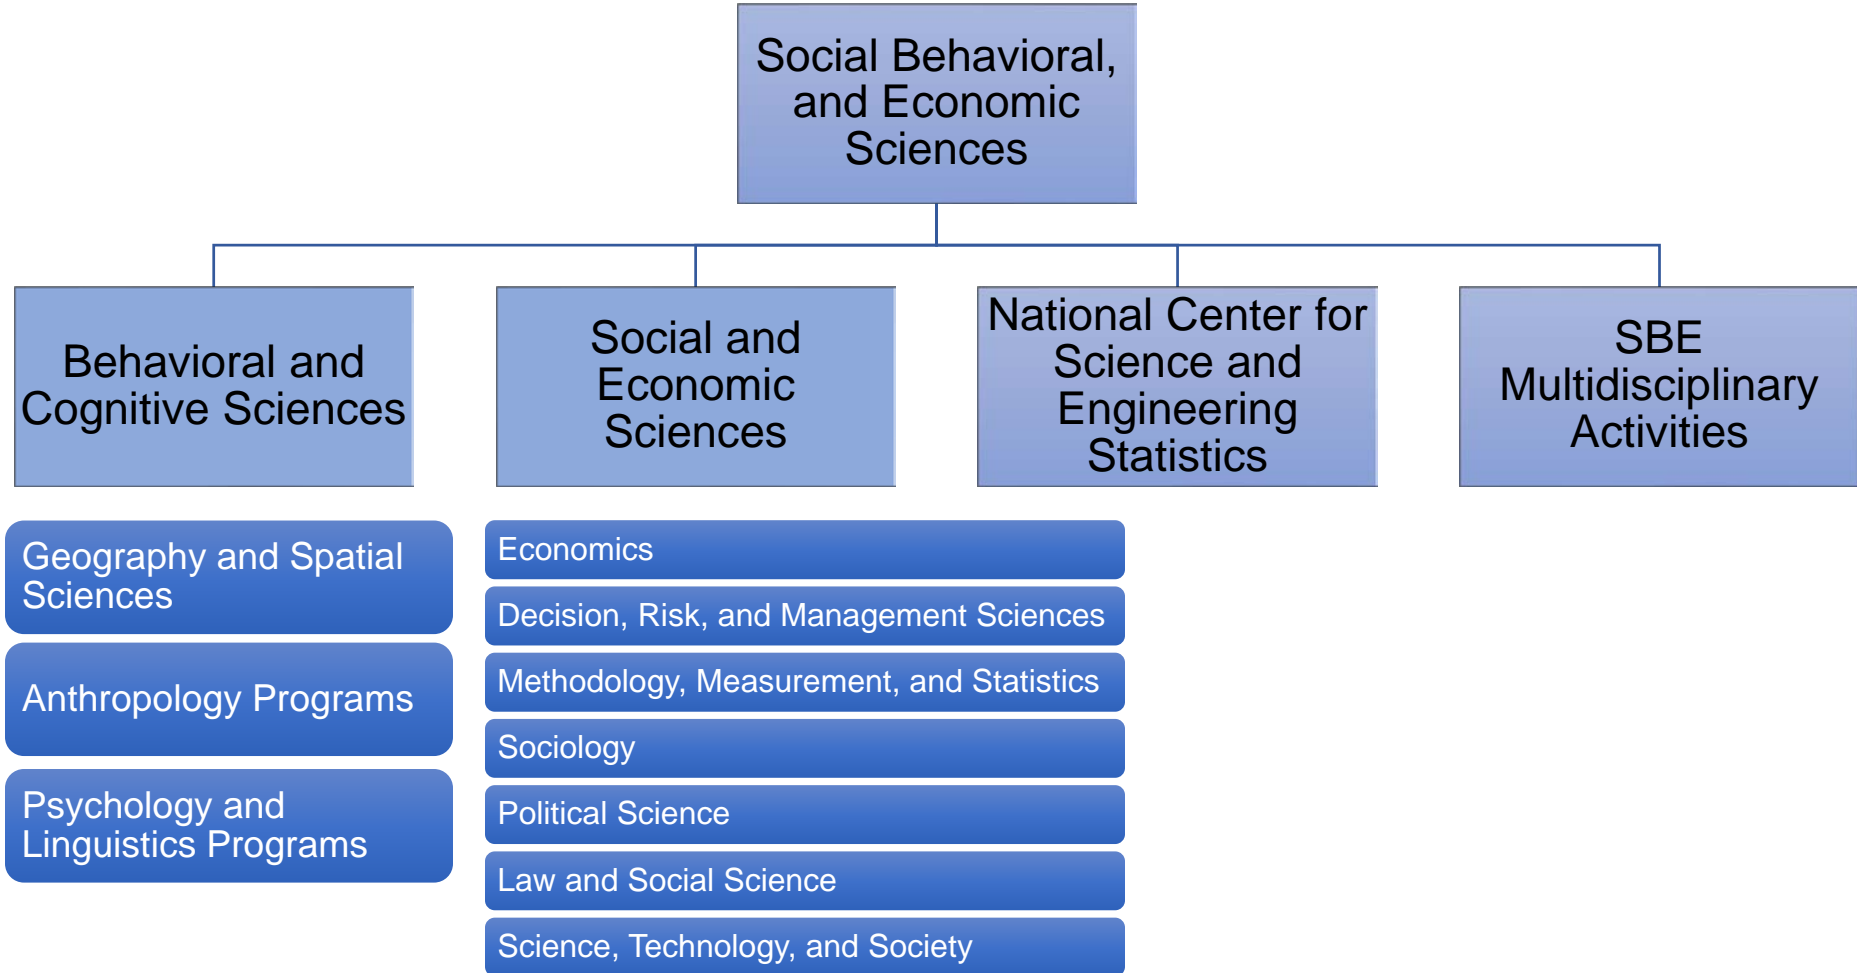 Social Behavioral,
and Economic
Sciences
Behavioral and
Cognitive Sciences
Social and
Economic
Sciences
National Center for
Science and
Engineering
Statistics
SBE
Multidisciplinary
Activities
Geography and Spatial
Sciences
Anthropology Programs
Psychology and
Linguistics Programs
Economics
Decision, Risk, and Management Sciences
Methodology, Measurement, and Statistics
Sociology
Political Science
Law and Social Science
Science, Technology, and Society